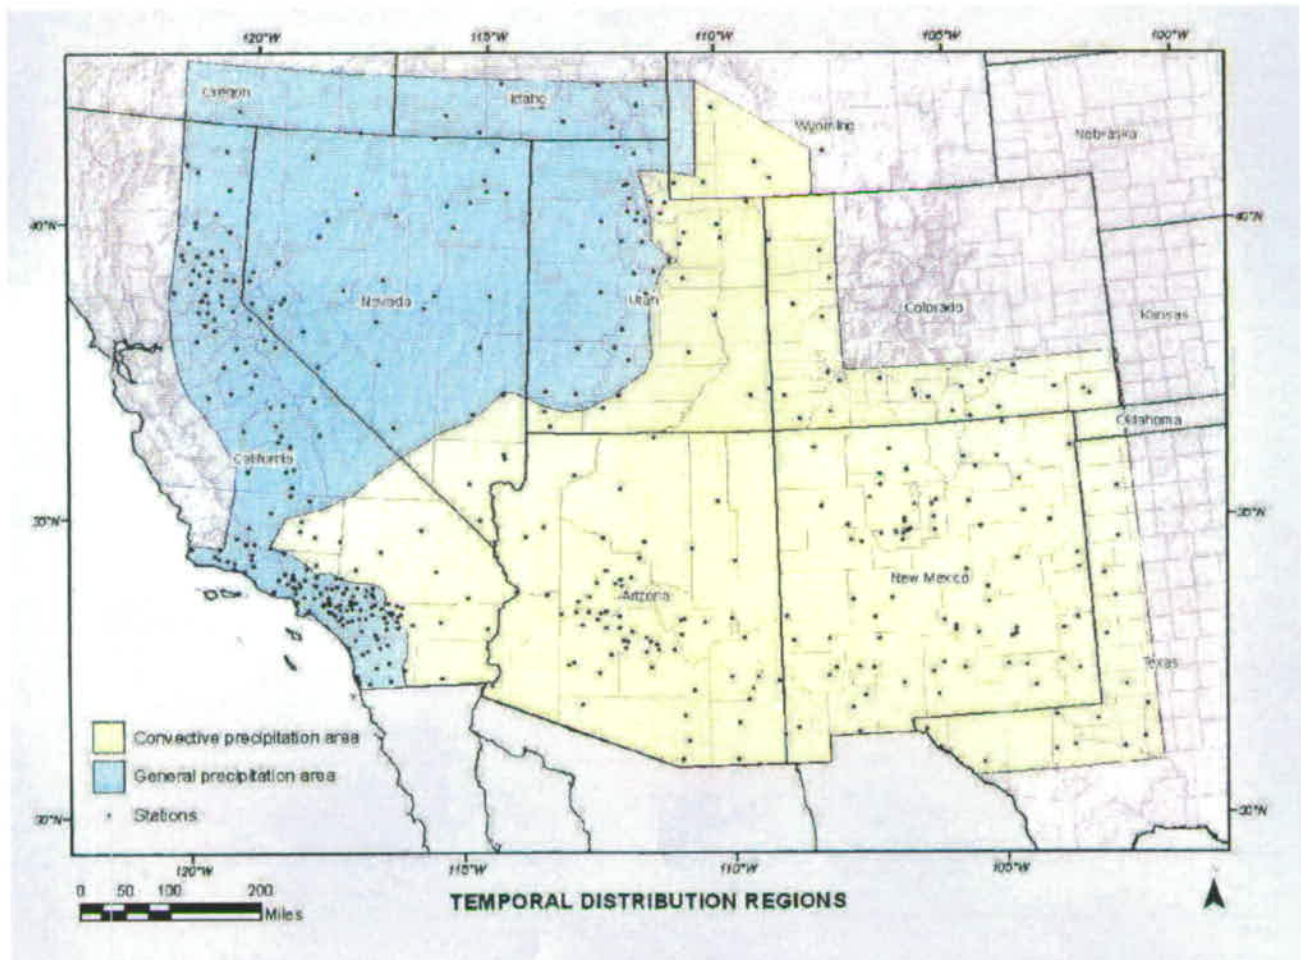 120°W 115°W 110°W 105°W 100°W
Oregon
Idaho
Wyoming
Nebraska
40°N
40°N
Nevada
Utah
Colorado
Kansas
Oklahoma
California
35°N
35°N
New Mexico
Arizona
Texas
Convective precipitation area
General precipitation area
Stations
30°N
30°N
120°W 115°W 110°W 105°W
0 50 100 200
Miles
TEMPORAL DISTRIBUTION REGIONS